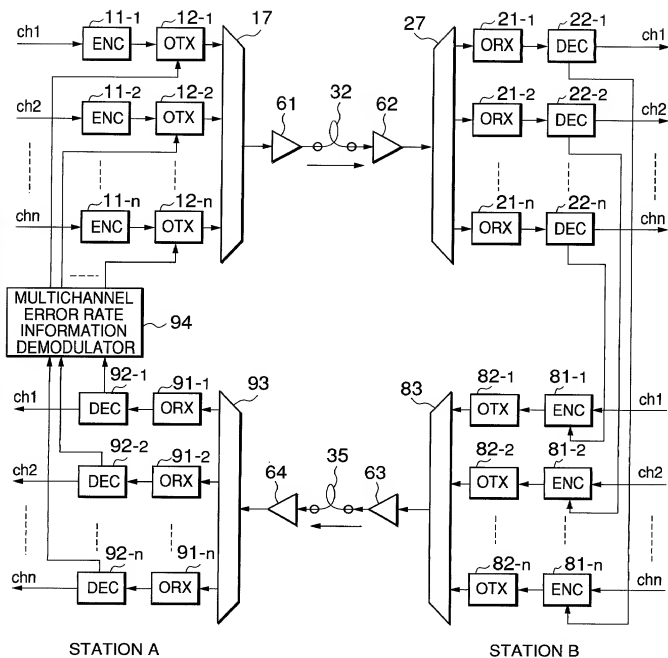 11-1 12-1 17 27 21-1 22-1
ch1 ENC OTX ORX DEC ch1
11-2 12-2 61 32 62 21-2 22-2
ch2 ENC OTX ORX DEC ch2
11-n 12-n 21-n 22-n
chn ENC OTX ORX DEC chn
MULTICHANNEL
ERROR RATE
INFORMATION
DEMODULATOR
94
92-1 91-1 93 83 82-1 81-1
ch1 DEC ORX OTX ENC ch1
92-2 91-2 64 35 63 82-2 81-2
ch2 DEC ORX OTX ENC ch2
92-n 91-n 82-n 81-n
chn DEC ORX OTX ENC chn
STATION A STATION B